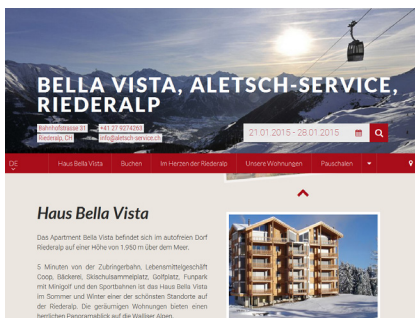 BELLA VISTA, ALETSCH-SERVICE,
RIEDERALP
Bahnhofstrasse 31 +41 27 9274263
Riederalp, CH info@aletsch-service.ch
21.01.2015 - 28.01.2015
DE Haus Bella Vista Buchen Im Herzen der Riederalp Unsere Wohnungen Pauschalen
Haus Bella Vista
Das Apartment Bella Vista befindet sich im autofreien Dorf
Riederalp auf einer Höhe von 1.950 m über dem Meer.
5 Minuten von der Zubringerbahn, Lebensmittelgeschäft
Coop, Bäckerei, Skischulsammelplatz, Golfplatz, Funpark
mit Minigolf und den Sportbahnen ist das Haus Bella Vista
im Sommer und Winter einer der schönsten Standorte auf
der Riederalp. Die geräumigen Wohnungen bieten einen
herrlichen Panoramablick auf die Walliser Alpen.